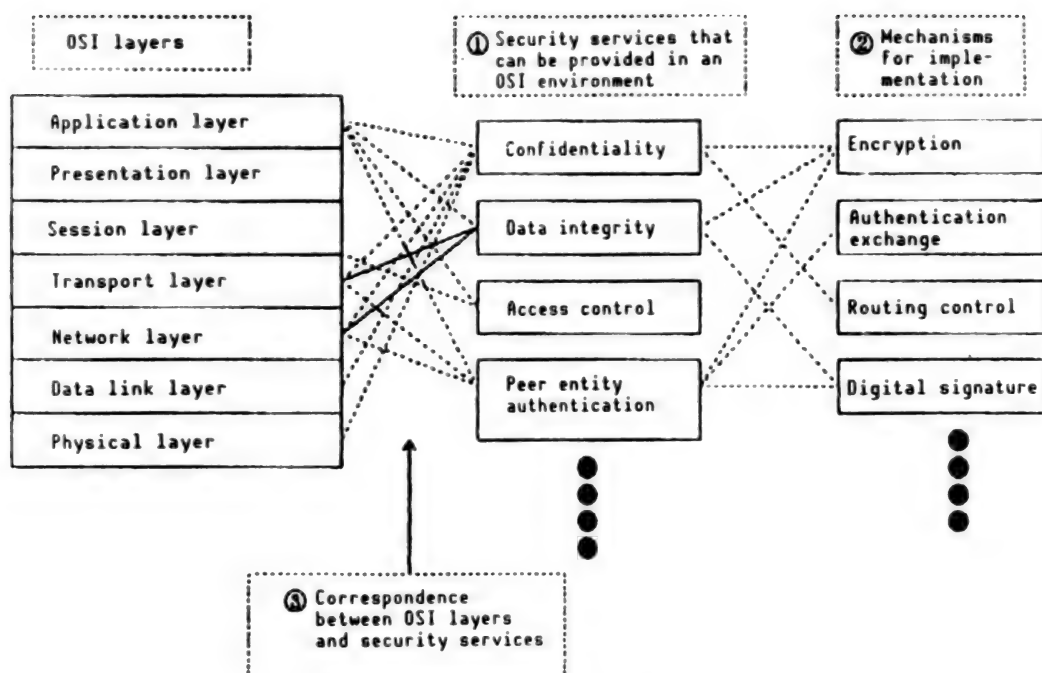 OSI layers
① Security services that
can be provided in an
OSI environment
② Mechanisms
for imple-
mentation
Application layer
Presentation layer
Session layer
Transport layer
Network layer
Data link layer
Physical layer
Confidentiality
Data integrity
Access control
Peer entity
authentication
Encryption
Authentication
exchange
Routing control
Digital signature
③ Correspondence
between OSI layers
and security services